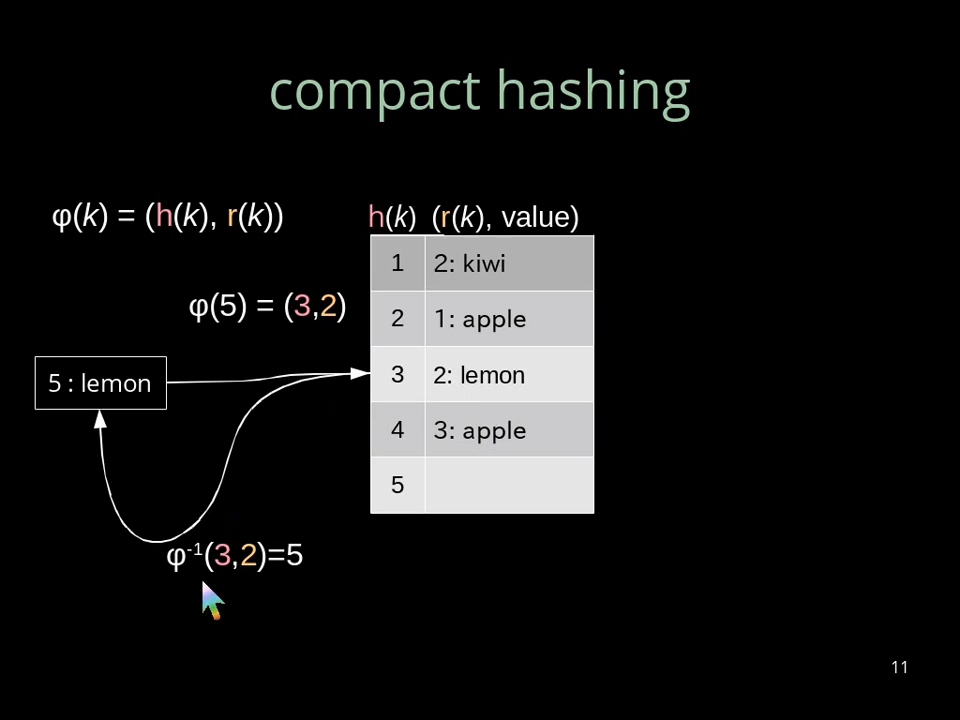 compact hashing
φ(k) = (h(k), r(k))
h(k) (r(k), value)
1 2: kiwi
φ(5) = (3,2)
2 1: apple
5 : lemon
3 2: lemon
4 3: apple
5
φ-1(3,2)=5
11